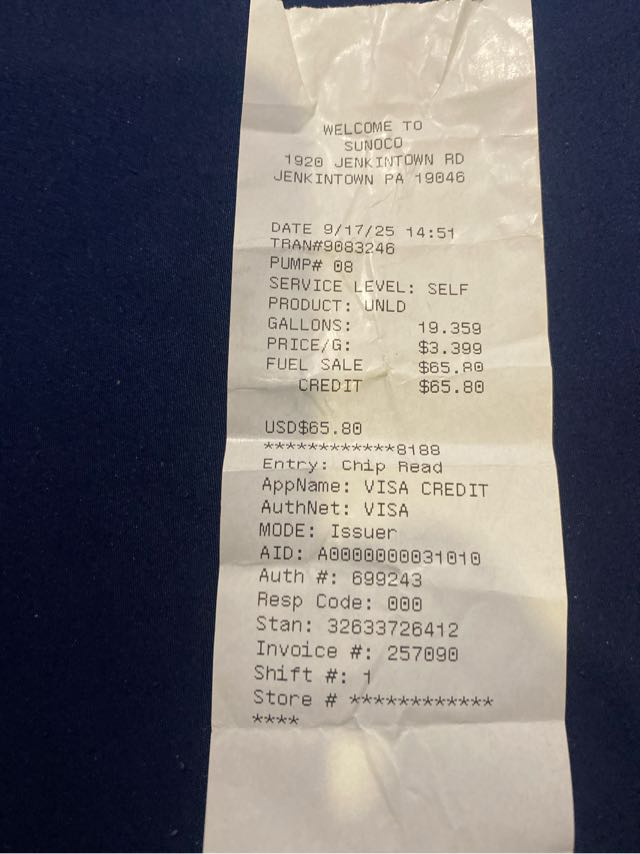 WELCOME TO
SUNOCO
1920 JENKINTOWN RD
JENKINTOWN PA 19046
DATE 9/17/25 14:51
TRAN#9083246
PUMP# 08
SERVICE LEVEL: SELF
PRODUCT: UNLD
GALLONS: 19.359
PRICE/G: $3.399
FUEL SALE $65.80
CREDIT $65.80
USD$65.80
************8188
Entry: Chip Read
AppName: VISA CREDIT
AuthNet: VISA
MODE: Issuer
AID: A0000000031010
Auth #: 699243
Resp Code: 000
Stan: 32633726412
Invoice #: 257090
Shift #: 1
Store # ************
****